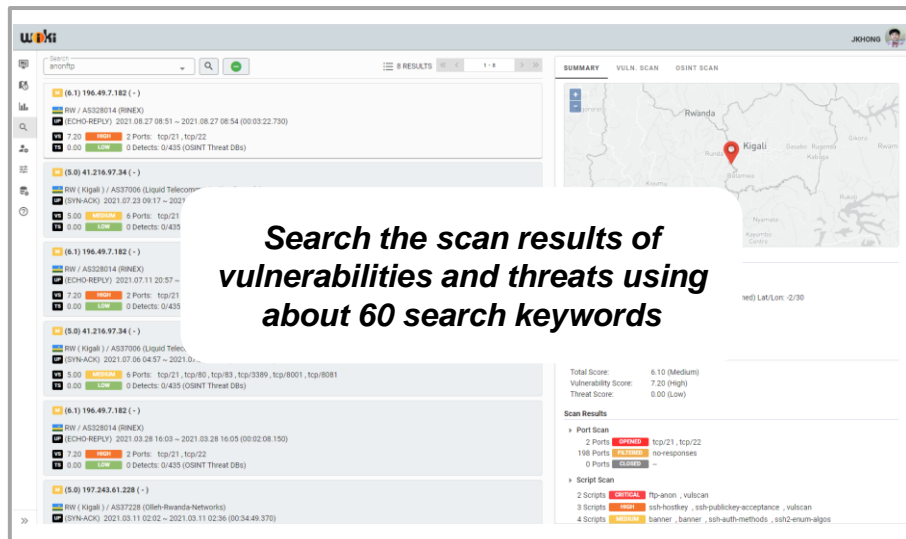 woki
JKHONG
Search
anonftp
8 RESULTS
1 - 8
SUMMARY VULN. SCAN OSINT SCAN
M (6.1) 196.49.7.182 ( - )
RW / AS328014 (RINEX)
UP (ECHO-REPLY) 2021.08.27 08:51 ~ 2021.08.27 08:54 (00:03:22.730)
VS 7.20 HIGH 2 Ports: tcp/21 , tcp/22
TS 0.00 LOW 0 Detects: 0/435 (OSINT Threat DBs)
M (5.0) 41.216.97.34 ( - )
RW ( Kigali ) / AS37006 (Liquid
UP (SYN-ACK) 2021.07.23 09:17 ~
VS 5.00 MEDIUM 6 Ports: tcp/21
TS 0.00 LOW 0 Detects: 0/435
M (6.1) 196.49.7.182 ( - )
RW / AS328014 (RINEX)
UP (ECHO-REPLY) 2021.07.11 20:57 ~
VS 7.20 HIGH 2 Ports: tcp/21
TS 0.00 LOW 0 Detects: 0/435
M (5.0) 41.216.97.34 ( - )
RW ( Kigali ) / AS37006 (Liquid
UP (SYN-ACK) 2021.07.06 04:57 ~
VS 5.00 MEDIUM 6 Ports: tcp/21 , tcp/80 , tcp/83 , tcp/3389 , tcp/8001 , tcp/8081
TS 0.00 LOW 0 Detects: 0/435 (OSINT Threat DBs)
M (6.1) 196.49.7.182 ( - )
RW / AS328014 (RINEX)
UP (ECHO-REPLY) 2021.03.28 16:03 ~ 2021.03.28 16:05 (00:02:08.150)
VS 7.20 HIGH 2 Ports: tcp/21 , tcp/22
TS 0.00 LOW 0 Detects: 0/435 (OSINT Threat DBs)
M (5.0) 197.243.61.228 ( - )
RW ( Kigali ) / AS37228 (Olleh-Rwanda-Networks)
UP (SYN-ACK) 2021.03.11 02:02 ~ 2021.03.11 02:36 (00:34:49.370)
Search the scan results of
vulnerabilities and threats using
about 60 search keywords
Rwanda
Kigali
Kabuga
Nyamata
Lat/Lon: -2/30
Total Score: 6.10 (Medium)
Vulnerability Score: 7.20 (High)
Threat Score: 0.00 (Low)
Scan Results
Port Scan
2 Ports OPENED tcp/21 , tcp/22
198 Ports FILTERED no-responses
0 Ports CLOSED --
Script Scan
2 Scripts CRITICAL ftp-anon , vulscan
3 Scripts HIGH ssh-hostkey , ssh-publickey-acceptance , vulscan
4 Scripts MEDIUM banner , banner , ssh-auth-methods , ssh2-enum-algos